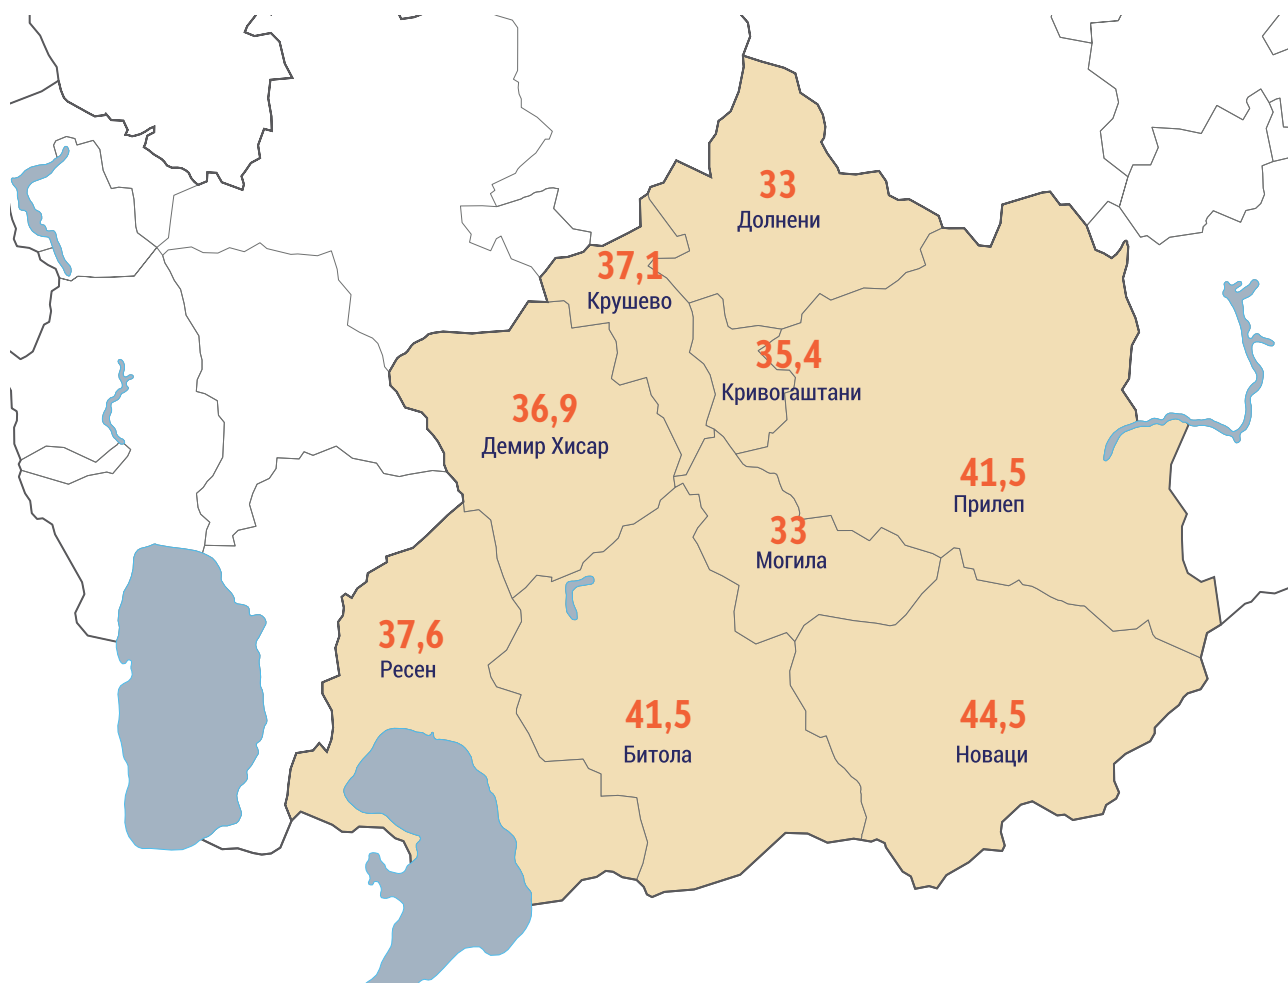 33
Долнени
37,1
Крушево
35,4
Кривогаштани
36,9
Демир Хисар
41,5
Прилеп
33
Могила
37,6
Ресен
41,5
Битола
44,5
Новаци